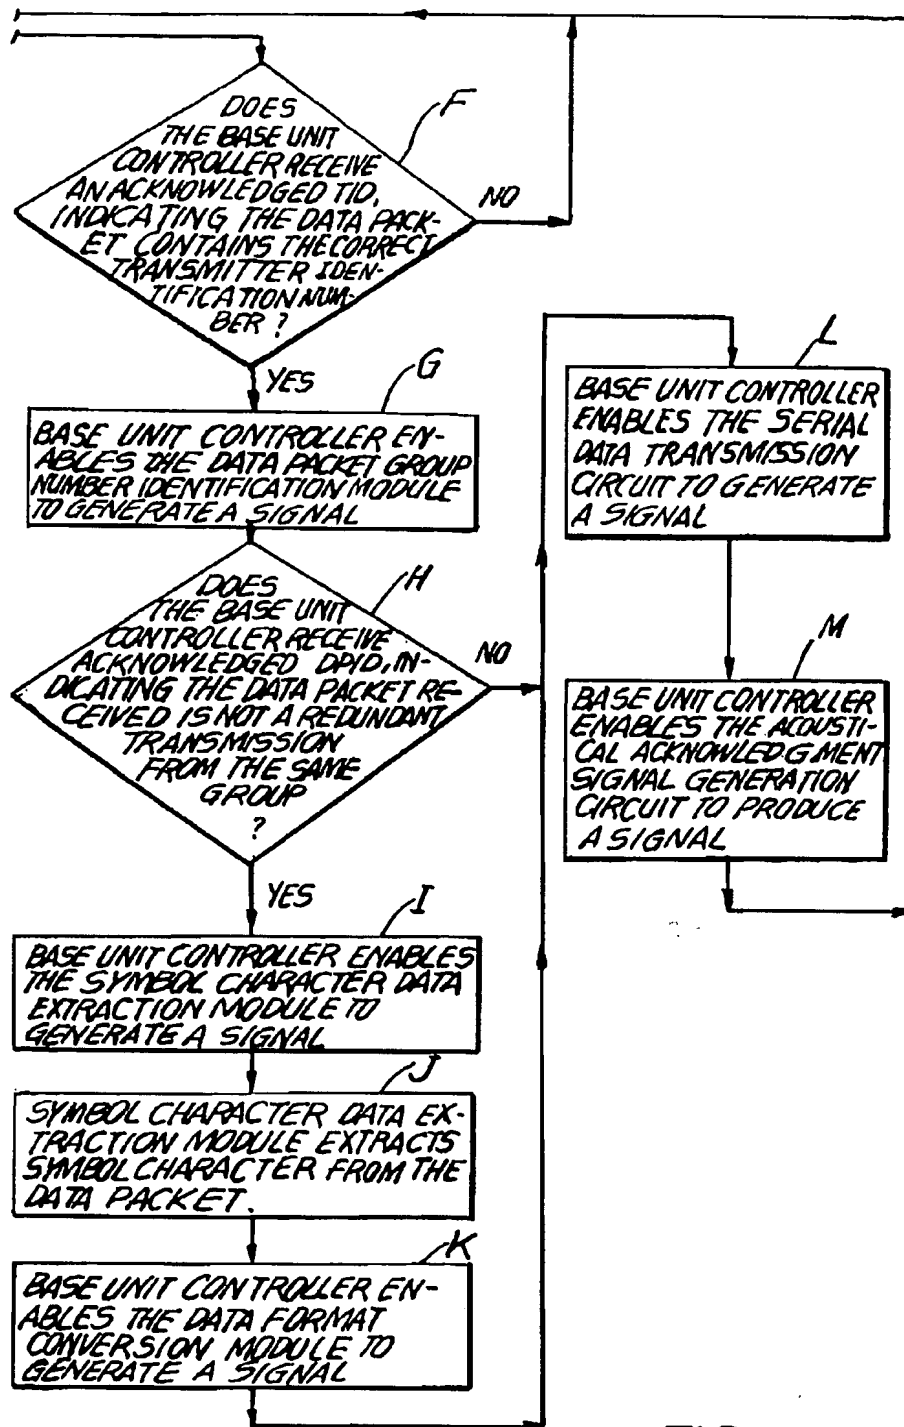 F
DOES
THE BASE UNIT
CONTROLLER RECEIVE
AN ACKNOWLEDGED TID,
INDICATING THE DATA PACK-
ET CONTAINS THE CORRECT
TRANSMITTER IDEN-
TIFICATION NUM-
BER ?
NO
YES
G
BASE UNIT CONTROLLER EN-
ABLES THE DATA PACKET GROUP
NUMBER IDENTIFICATION MODULE
TO GENERATE A SIGNAL
H
DOES
THE BASE UNIT
CONTROLLER RECEIVE
ACKNOWLEDGED DPID, IN-
DICATING THE DATA PACKET RE-
CEIVED IS NOT A REDUNDANT
TRANSMISSION
FROM THE SAME
GROUP
?
NO
YES
I
BASE UNIT CONTROLLER ENABLES
THE SYMBOL CHARACTER DATA
EXTRACTION MODULE TO
GENERATE A SIGNAL
J
SYMBOL CHARACTER DATA EX-
TRACTION MODULE EXTRACTS
SYMBOL CHARACTER FROM THE
DATA PACKET.
K
BASE UNIT CONTROLLER EN-
ABLES THE DATA FORMAT
CONVERSION MODULE TO
GENERATE A SIGNAL
L
BASE UNIT CONTROLLER
ENABLES THE SERIAL
DATA TRANSMISSION
CIRCUIT TO GENERATE
A SIGNAL
M
BASE UNIT CONTROLLER
ENABLES THE ACOUSTI-
CAL ACKNOWLEDGMENT
SIGNAL GENERATION
CIRCUIT TO PRODUCE
A SIGNAL